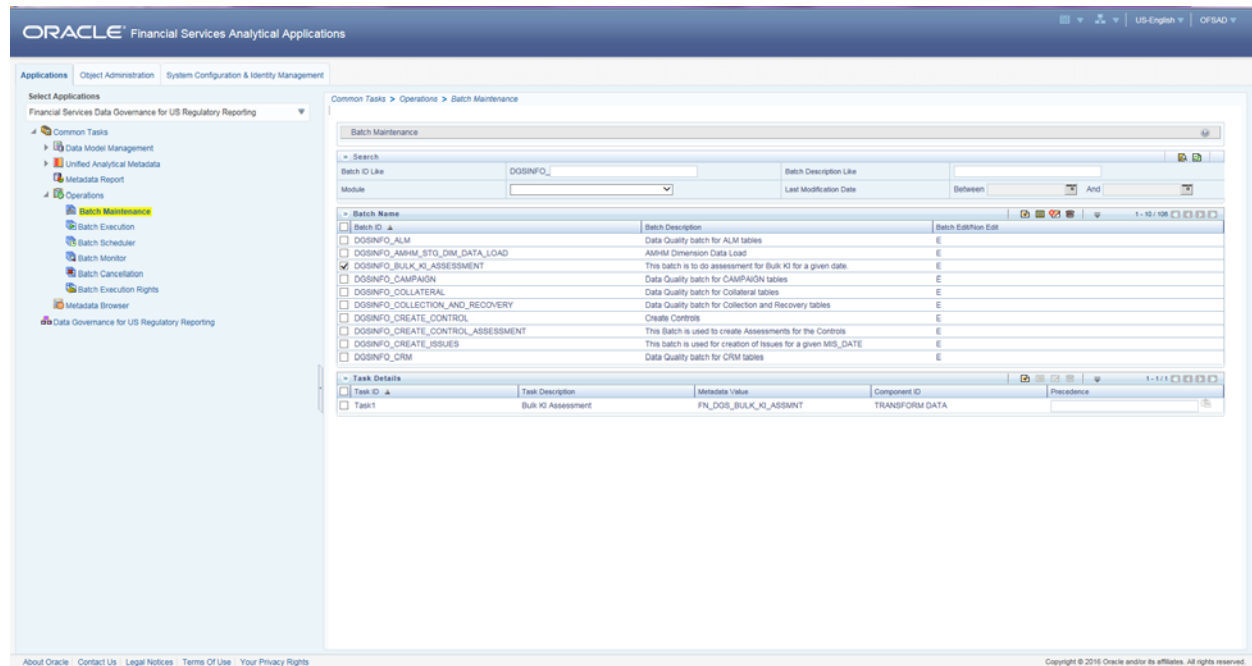 US-English OFSAD
ORACLE® Financial Services Analytical Applications
Applications Object Administration System Configuration & Identity Management
Select Applications
Financial Services Data Governance for US Regulatory Reporting
Common Tasks
Data Model Management
Unified Analytical Metadata
Metadata Report
Operations
Batch Maintenance
Batch Execution
Batch Scheduler
Batch Monitor
Batch Cancellation
Batch Execution Rights
Metadata Browser
Data Governance for US Regulatory Reporting
Common Tasks > Operations > Batch Maintenance
Batch Maintenance
» Search
Batch ID Like DGSINFO_ Batch Description Like
Module Last Modification Date Between And
» Batch Name 1 - 10 / 106
Batch ID Batch Description Batch Edit/Non Edit
DGSINFO_ALM Data Quality batch for ALM tables E
DGSINFO_AMHM_STG_DIM_DATA_LOAD AMHM Dimension Data Load E
DGSINFO_BULK_KI_ASSESSMENT This batch is to do assessment for Bulk KI for a given date. E
DGSINFO_CAMPAIGN Data Quality batch for CAMPAIGN tables E
DGSINFO_COLLATERAL Data Quality batch for Collateral tables E
DGSINFO_COLLECTION_AND_RECOVERY Data Quality batch for Collection and Recovery tables E
DGSINFO_CREATE_CONTROL Create Controls E
DGSINFO_CREATE_CONTROL_ASSESSMENT This Batch is used to create Assessments for the Controls E
DGSINFO_CREATE_ISSUES This batch is used for creation of Issues for a given MIS_DATE E
DGSINFO_CRM Data Quality batch for CRM tables E
» Task Details 1 - 1 / 1
Task ID Task Description Metadata Value Component ID Precedence
Task1 Bulk KI Assessment FN_DGS_BULK_KI_ASSMNT TRANSFORM DATA
About Oracle | Contact Us | Legal Notices | Terms Of Use | Your Privacy Rights
Copyright © 2016 Oracle and/or its affiliates. All rights reserved.